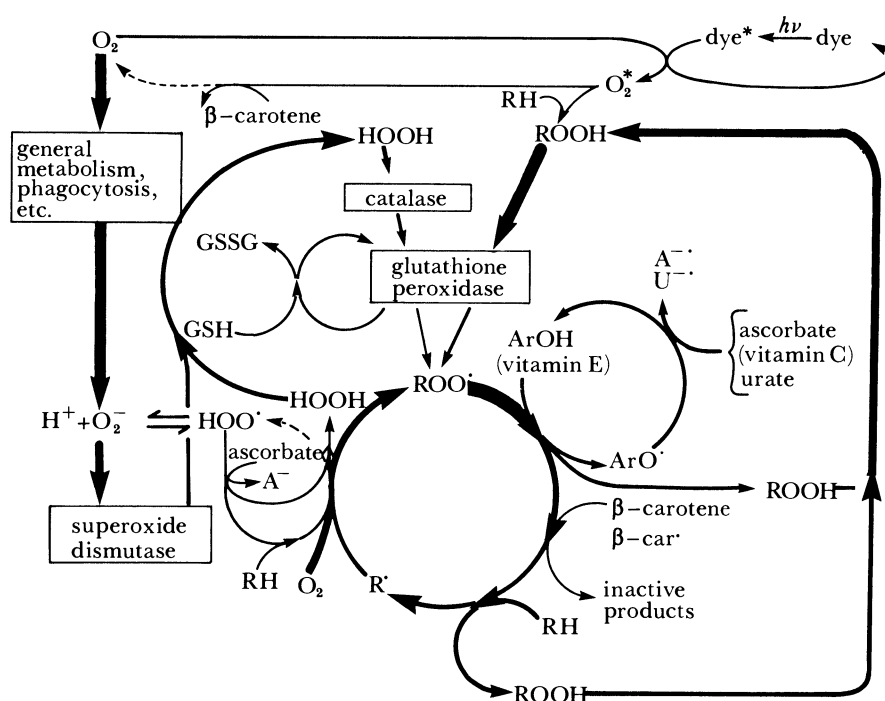 O₂
dye* hν dye
O₂*
RH
β–carotene
HOOH
ROOH
general
metabolism,
phagocytosis,
etc.
catalase
GSSG
glutathione
peroxidase
A⁻·
U⁻·
GSH
ArOH
(vitamin E)
ascorbate
(vitamin C)
urate
HOOH
ROO·
H⁺+O₂⁻
HOO·
ascorbate
A⁻
ArO·
ROOH
superoxide
dismutase
β–carotene
β–car·
RH
O₂
R·
inactive
products
RH
ROOH